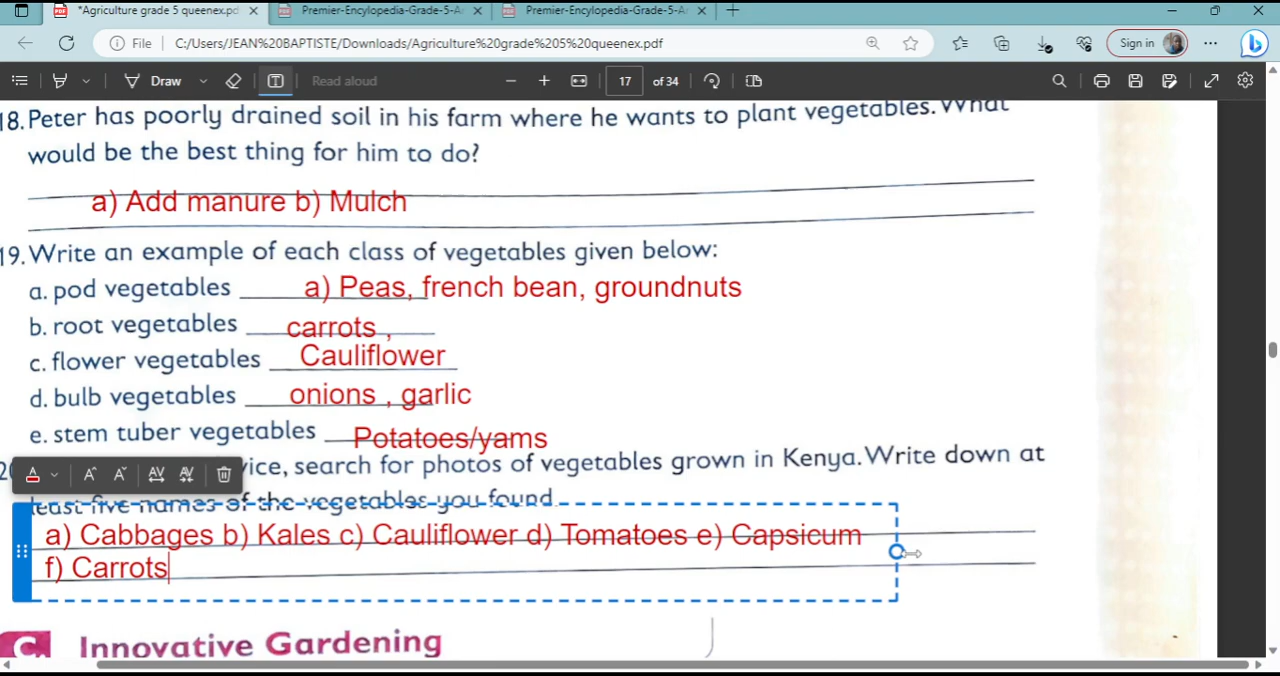 *Agriculture grade 5 queenex.pd
Premier-Encylopedia-Grade-5-A
Premier-Encylopedia-Grade-5-A
File C:/Users/JEAN%20BAPTISTE/Downloads/Agriculture%20grade%205%20queenex.pdf Sign in
Draw Read aloud 17 of 34
18. Peter has poorly drained soil in his farm where he wants to plant vegetables. What
would be the best thing for him to do?
a) Add manure b) Mulch
19. Write an example of each class of vegetables given below:
a. pod vegetables a) Peas, french bean, groundnuts
b. root vegetables carrots ,
c. flower vegetables Cauliflower
d. bulb vegetables onions , garlic
e. stem tuber vegetables Potatoes/yams
vice, search for photos of vegetables grown in Kenya. Write down at
least five names of the vegetables you found
a) Cabbages b) Kales c) Cauliflower d) Tomatoes e) Capsicum
f) Carrots
C. Innovative Gardening